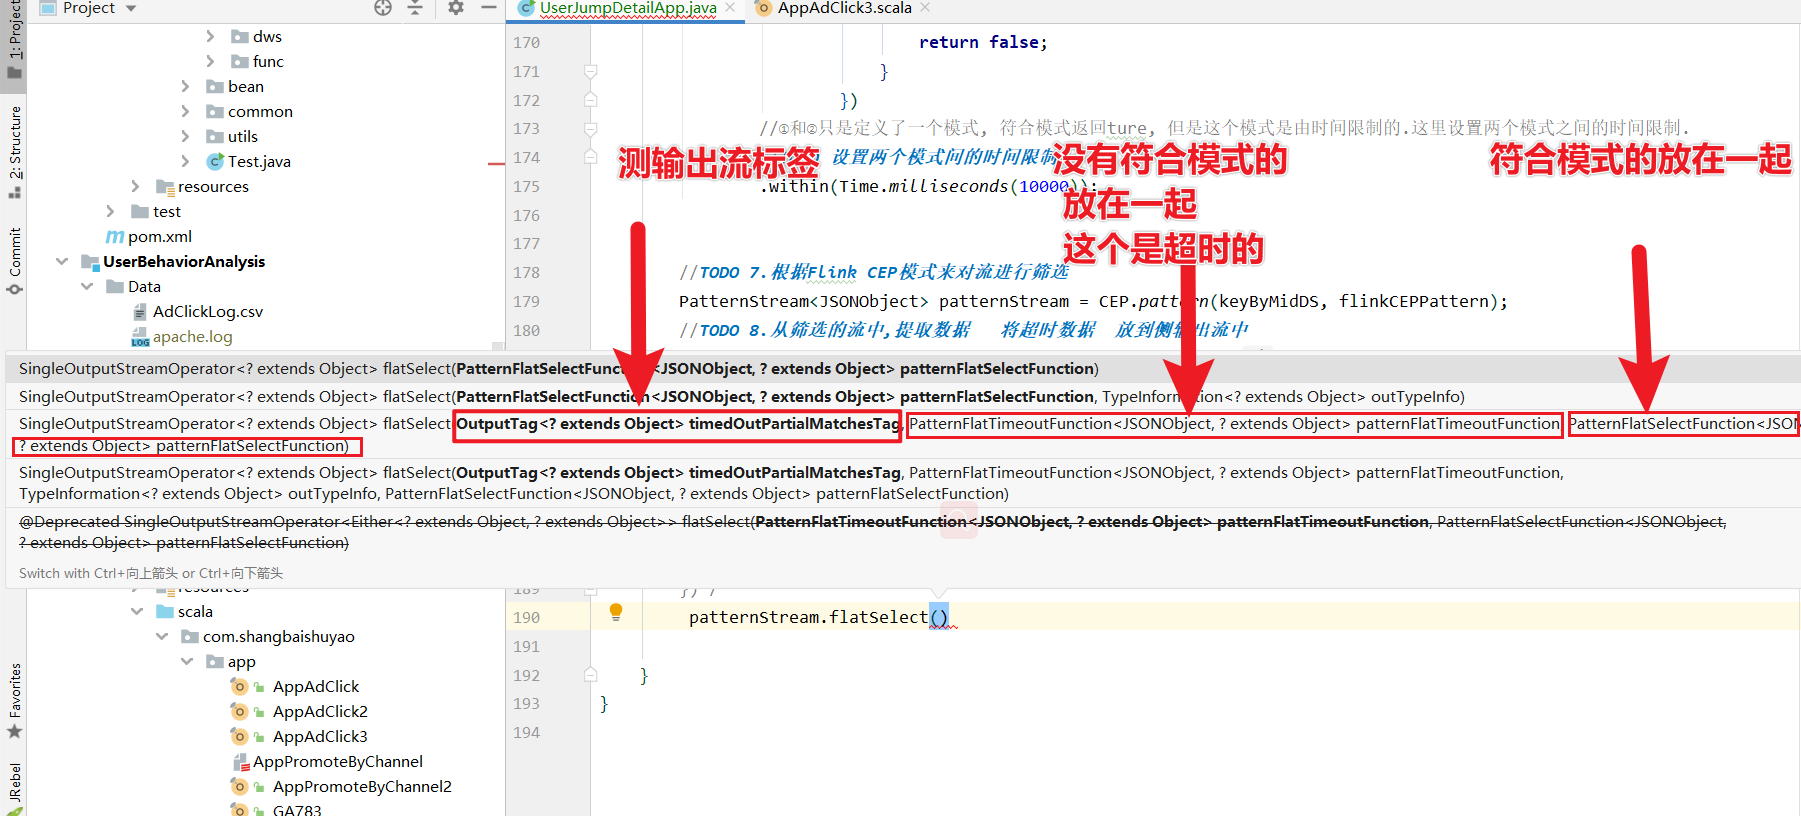 Project
UserJumpDetailApp.java
AppAdClick3.scala
1: Project
2: Structure
Commit
Favorites
JRebel
dws
func
bean
common
utils
Test.java
resources
test
pom.xml
UserBehaviorAnalysis
Data
AdClickLog.csv
apache.log
170 return false;
171 }
172 })
173 //①和②只是定义了一个模式, 符合模式返回ture, 但是这个模式是由时间限制的.这里设置两个模式之间的时间限制.
174 设置两个模式间的时间限制
175 .within(Time.milliseconds(10000));
176
177
178 //TODO 7.根据Flink CEP模式来对流进行筛选
179 PatternStream<JSONObject> patternStream = CEP.pattern(keyByMidDS, flinkCEPPattern);
180 //TODO 8.从筛选的流中,提取数据 将超时数据 放到侧输出流中
测输出流标签
没有符合模式的
放在一起
这个是超时的
符合模式的放在一起
SingleOutputStreamOperator<? extends Object> flatSelect(PatternFlatSelectFunction<JSONObject, ? extends Object> patternFlatSelectFunction)
SingleOutputStreamOperator<? extends Object> flatSelect(PatternFlatSelectFunction<JSONObject, ? extends Object> patternFlatSelectFunction, TypeInformation<? extends Object> outTypeInfo)
SingleOutputStreamOperator<? extends Object> flatSelect(OutputTag<? extends Object> timedOutPartialMatchesTag, PatternFlatTimeoutFunction<JSONObject, ? extends Object> patternFlatTimeoutFunction, PatternFlatSelectFunction<JSON
? extends Object> patternFlatSelectFunction)
SingleOutputStreamOperator<? extends Object> flatSelect(OutputTag<? extends Object> timedOutPartialMatchesTag, PatternFlatTimeoutFunction<JSONObject, ? extends Object> patternFlatTimeoutFunction,
TypeInformation<? extends Object> outTypeInfo, PatternFlatSelectFunction<JSONObject, ? extends Object> patternFlatSelectFunction)
@Deprecated SingleOutputStreamOperator<Either<? extends Object, ? extends Object>> flatSelect(PatternFlatTimeoutFunction<JSONObject, ? extends Object> patternFlatTimeoutFunction, PatternFlatSelectFunction<JSONObject,
? extends Object> patternFlatSelectFunction)
Switch with Ctrl+向上箭头 or Ctrl+向下箭头
resources
scala
com.shangbaishuyao
app
AppAdClick
AppAdClick2
AppAdClick3
AppPromoteByChannel
AppPromoteByChannel2
GA783
189 })*/
190 patternStream.flatSelect()
191
192 }
193 }
194